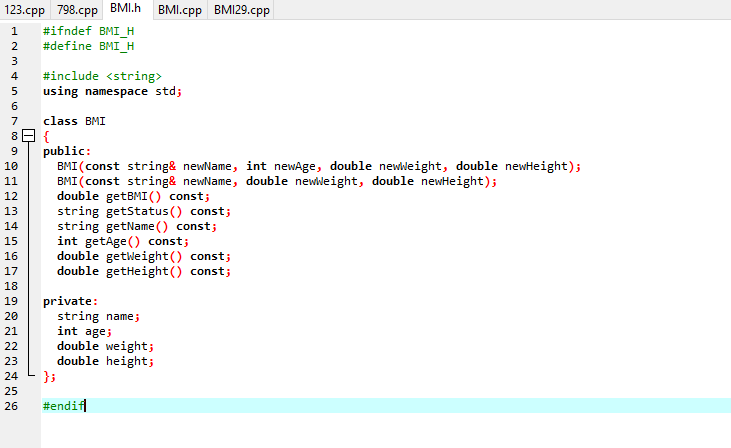 123.cpp 798.cpp BMI.h BMI.cpp BMI29.cpp
1 #ifndef BMI_H
2 #define BMI_H
3
4 #include <string>
5 using namespace std;
6
7 class BMI
8 {
9 public:
10 BMI(const string& newName, int newAge, double newWeight, double newHeight);
11 BMI(const string& newName, double newWeight, double newHeight);
12 double getBMI() const;
13 string getStatus() const;
14 string getName() const;
15 int getAge() const;
16 double getWeight() const;
17 double getHeight() const;
18
19 private:
20 string name;
21 int age;
22 double weight;
23 double height;
24 };
25
26 #endif